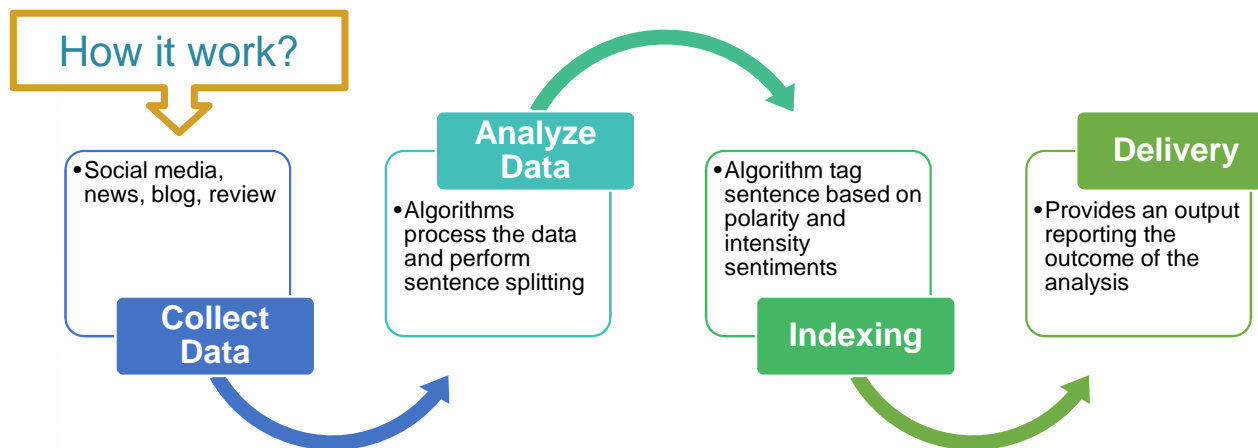 How it work?
•Social media,
news, blog, review
Collect
Data
Analyze
Data
•Algorithms
process the data
and perform
sentence splitting
•Algorithm tag
sentence based on
polarity and
intensity
sentiments
Indexing
Delivery
•Provides an output
reporting the
outcome of the
analysis